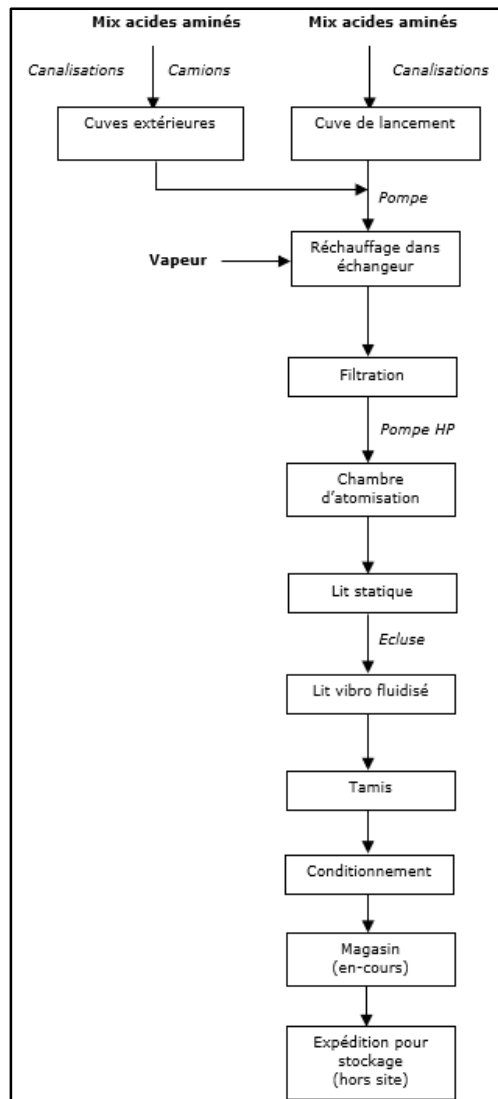 Mix acides aminés
Mix acides aminés
Canalisations
Camions
Canalisations
Cuves extérieures
Cuve de lancement
Pompe
Vapeur
Réchauffage dans
échangeur
Filtration
Pompe HP
Chambre
d'atomisation
Lit statique
Ecluse
Lit vibro fluidisé
Tamis
Conditionnement
Magasin
(en-cours)
Expédition pour
stockage
(hors site)